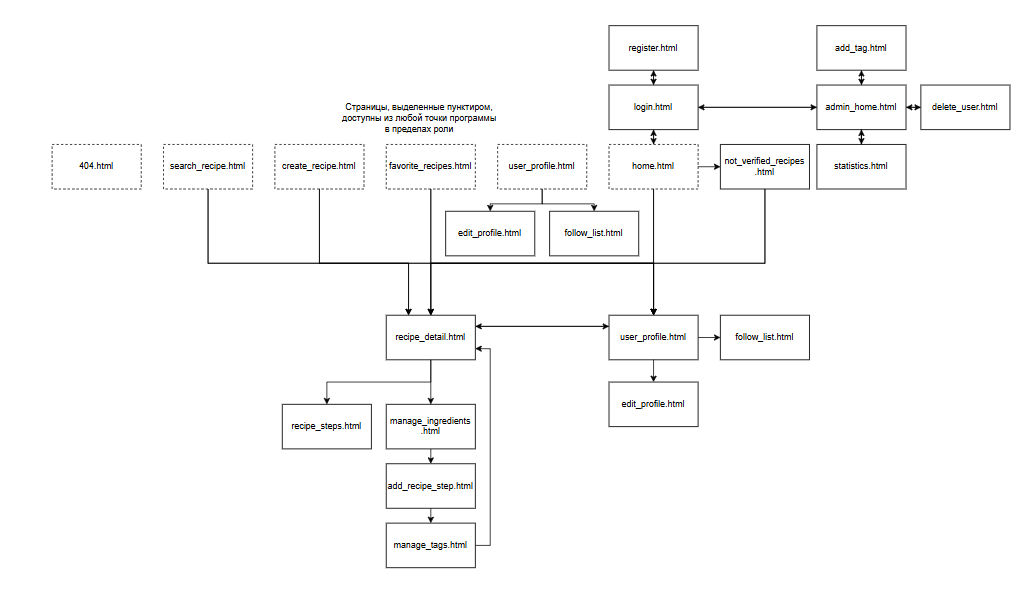 register.html
add_tag.html
login.html
admin_home.html
delete_user.html
Страницы, выделенные пунктиром,
доступны из любой точки программы
в пределах роли
404.html
search_recipe.html
create_recipe.html
favorite_recipes.html
user_profile.html
home.html
not_verified_recipes
.html
statistics.html
edit_profile.html
follow_list.html
recipe_detail.html
user_profile.html
follow_list.html
edit_profile.html
recipe_steps.html
manage_ingredients
.html
add_recipe_step.html
manage_tags.html